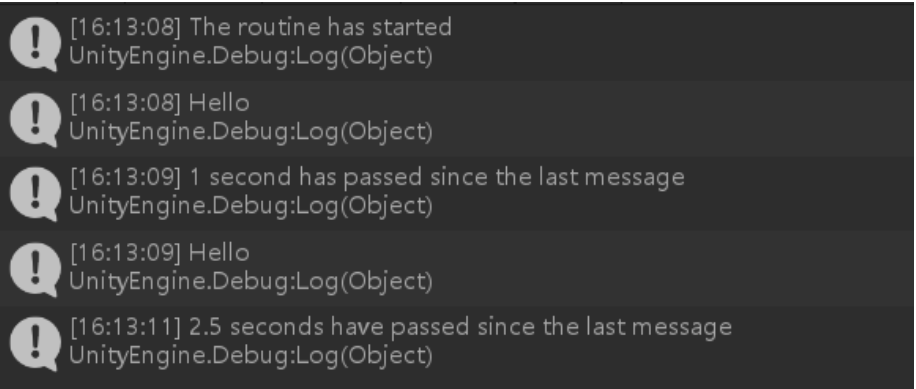 [16:13:08] The routine has started
UnityEngine.Debug:Log(Object)
[16:13:08] Hello
UnityEngine.Debug:Log(Object)
[16:13:09] 1 second has passed since the last message
UnityEngine.Debug:Log(Object)
[16:13:09] Hello
UnityEngine.Debug:Log(Object)
[16:13:11] 2.5 seconds have passed since the last message
UnityEngine.Debug:Log(Object)